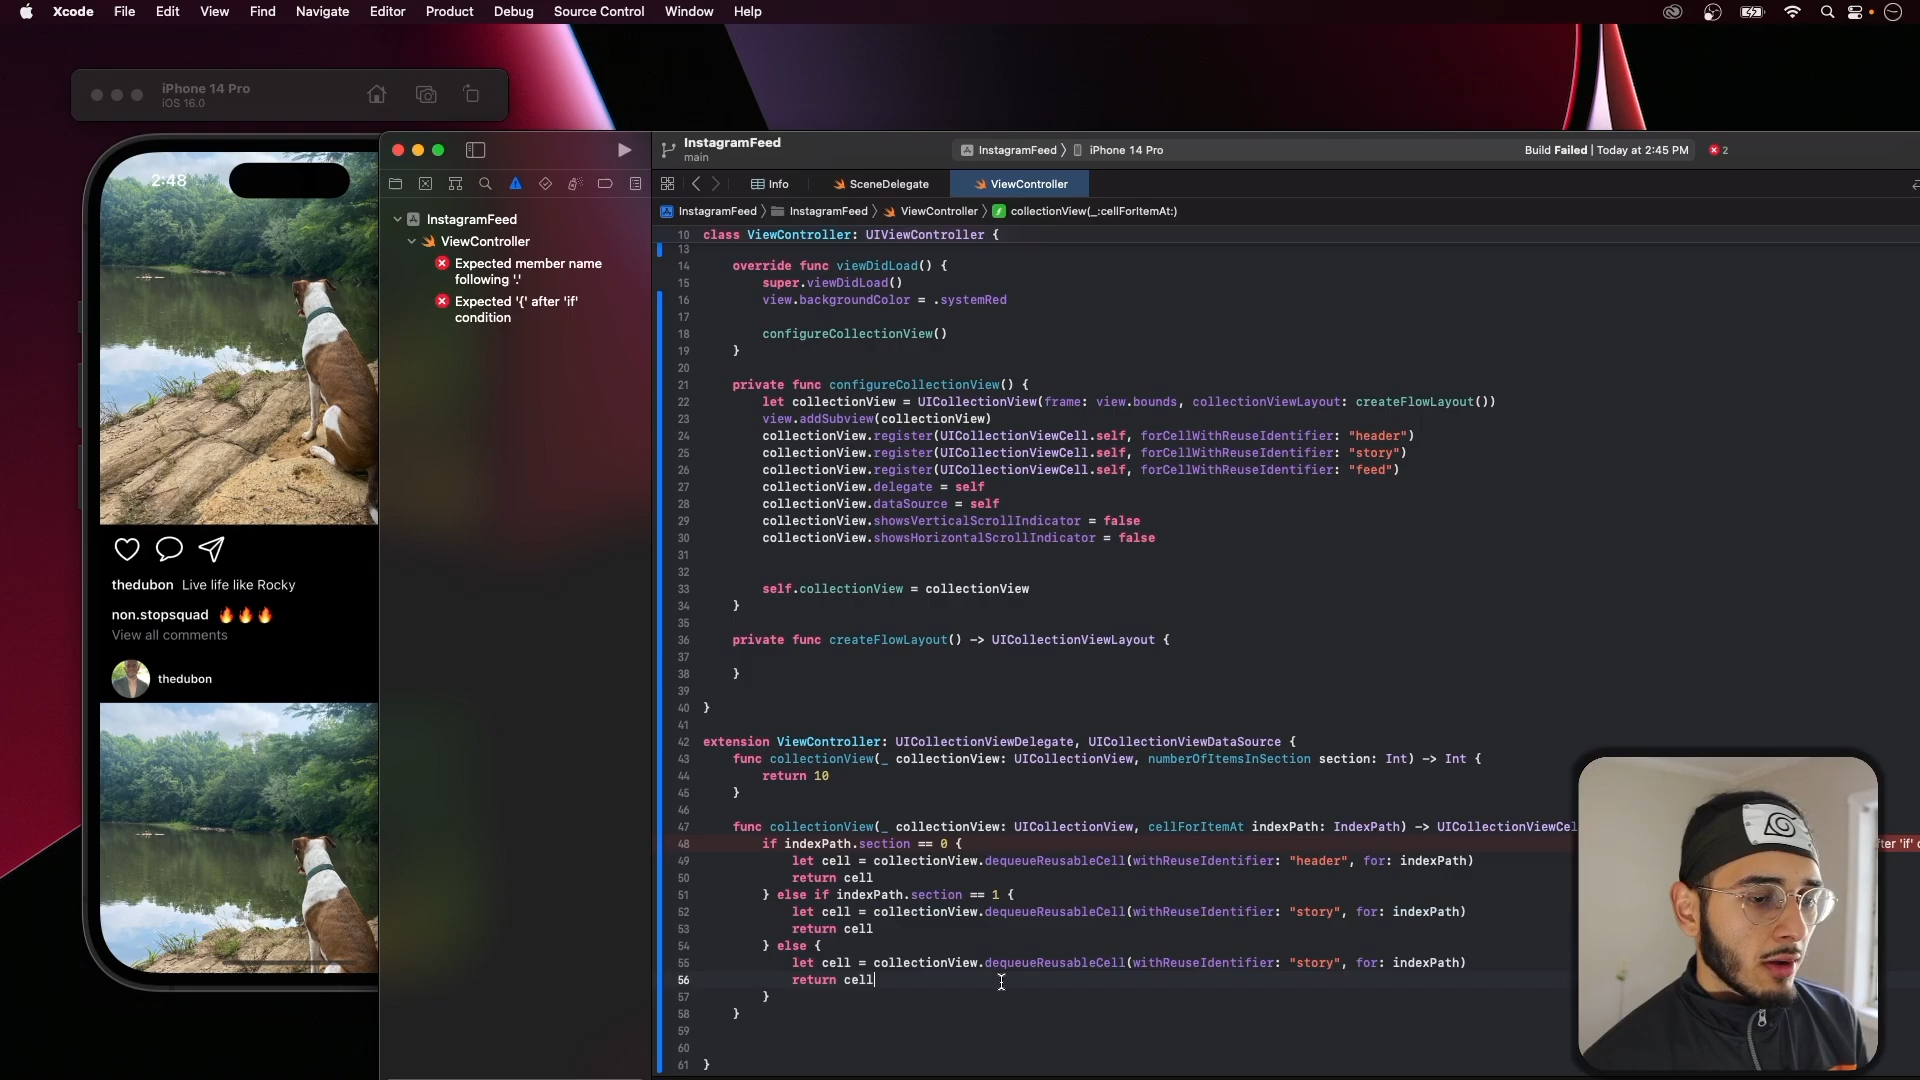 Xcode File Edit View Find Navigate Editor Product Debug Source Control Window Help
iPhone 14 Pro
iOS 16.0
2:48
thedubon Live life like Rocky
non.stopsquad 🔥🔥🔥
View all comments
thedubon
InstagramFeed
main
InstagramFeed iPhone 14 Pro
Build Failed | Today at 2:45 PM 2
Info SceneDelegate ViewController
InstagramFeed InstagramFeed ViewController collectionView(_:cellForItemAt:)
InstagramFeed
ViewController
Expected member name
following '.'
Expected '{' after 'if'
condition
10 class ViewController: UIViewController {
13
14 override func viewDidLoad() {
15 super.viewDidLoad()
16 view.backgroundColor = .systemRed
17
18 configureCollectionView()
19 }
20
21 private func configureCollectionView() {
22 let collectionView = UICollectionView(frame: view.bounds, collectionViewLayout: createFlowLayout())
23 view.addSubview(collectionView)
24 collectionView.register(UICollectionViewCell.self, forCellWithReuseIdentifier: "header")
25 collectionView.register(UICollectionViewCell.self, forCellWithReuseIdentifier: "story")
26 collectionView.register(UICollectionViewCell.self, forCellWithReuseIdentifier: "feed")
27 collectionView.delegate = self
28 collectionView.dataSource = self
29 collectionView.showsVerticalScrollIndicator = false
30 collectionView.showsHorizontalScrollIndicator = false
31
32
33 self.collectionView = collectionView
34 }
35
36 private func createFlowLayout() -> UICollectionViewLayout {
37
38 }
39
40 }
41
42 extension ViewController: UICollectionViewDelegate, UICollectionViewDataSource {
43 func collectionView(_ collectionView: UICollectionView, numberOfItemsInSection section: Int) -> Int {
44 return 10
45 }
46
47 func collectionView(_ collectionView: UICollectionView, cellForItemAt indexPath: IndexPath) -> UICollectionViewCel
48 if indexPath.section == 0 {
fter 'if' c
49 let cell = collectionView.dequeueReusableCell(withReuseIdentifier: "header", for: indexPath)
50 return cell
51 } else if indexPath.section == 1 {
52 let cell = collectionView.dequeueReusableCell(withReuseIdentifier: "story", for: indexPath)
53 return cell
54 } else {
55 let cell = collectionView.dequeueReusableCell(withReuseIdentifier: "story", for: indexPath)
56 return cell
57 }
58 }
59
60
61 }